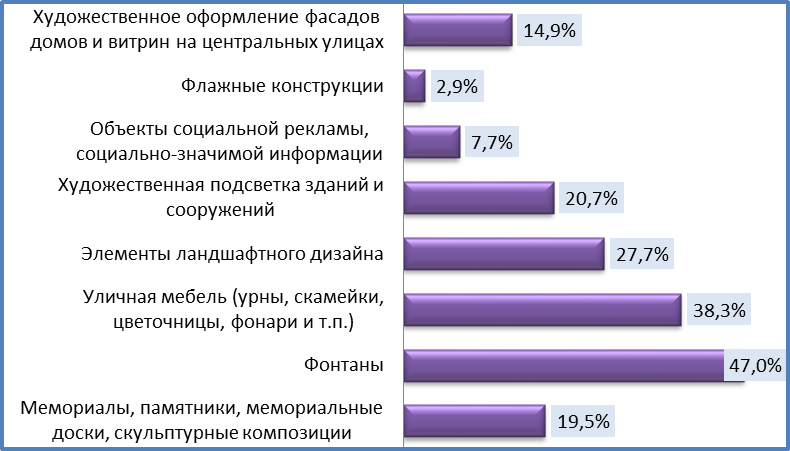 Художественное оформление фасадов
домов и витрин на центральных улицах
14,9%
Флажные конструкции
2,9%
Объекты социальной рекламы,
социально-значимой информации
7,7%
Художественная подсветка зданий и
сооружений
20,7%
Элементы ландшафтного дизайна
27,7%
Уличная мебель (урны, скамейки,
цветочницы, фонари и т.п.)
38,3%
Фонтаны
47,0%
Мемориалы, памятники, мемориальные
доски, скульптурные композиции
19,5%